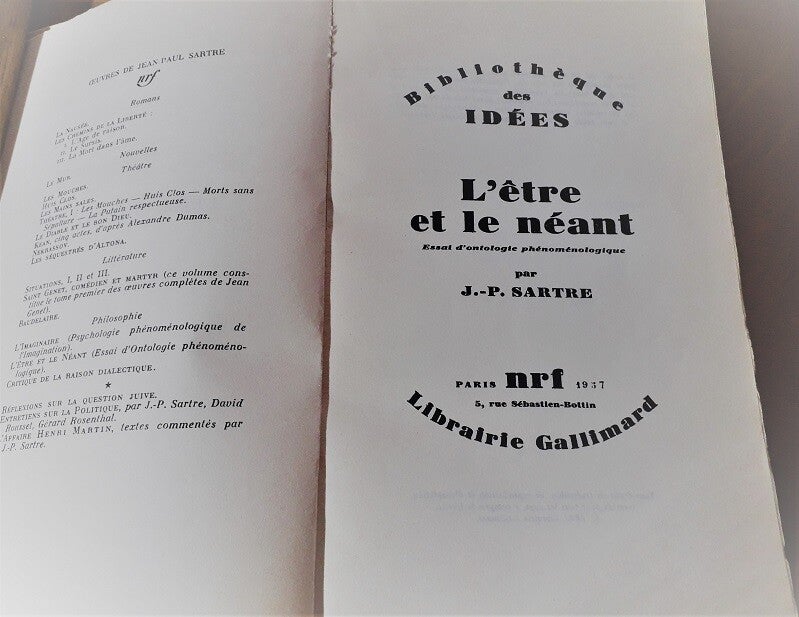 ŒUVRES DE JEAN-PAUL SARTRE
nrf
Romans
LA NAUSÉE.
LES CHEMINS DE LA LIBERTÉ :
I. L'Age de raison.
II. Le Sursis.
III. La Mort dans l'âme.
Nouvelles
LE MUR.
Théâtre
LES MOUCHES.
HUIS CLOS.
LES MAINS SALES.
THÉÂTRE, I : Les Mouches — Huis Clos — Morts sans
Sépulture — La Putain respectueuse.
LE DIABLE ET LE BON DIEU.
KEAN, cinq actes, d'après Alexandre Dumas.
NEKRASSOV.
LES SÉQUESTRÉS D'ALTONA.
Littérature
SITUATIONS, I, II et III.
SAINT GENET, COMÉDIEN ET MARTYR (ce volume cons-
titue le tome premier des œuvres complètes de Jean
Genet).
BAUDELAIRE.
Philosophie
L'IMAGINAIRE (Psychologie phénoménologique de
l'Imagination).
L'ÊTRE ET LE NÉANT (Essai d'Ontologie phénoméno-
logique).
CRITIQUE DE LA RAISON DIALECTIQUE.
*
RÉFLEXIONS SUR LA QUESTION JUIVE.
ENTRETIENS SUR LA POLITIQUE, par J.-P. Sartre, David
Rousset, Gérard Rosenthal.
L'AFFAIRE HENRI MARTIN, textes commentés par
J.-P. Sartre.
Bibliothèque
des
IDÉES
L'être
et le néant
Essai d'ontologie phénoménologique
par
J.-P. SARTRE
PARIS nrf 1957
5, rue Sébastien-Bottin
Librairie Gallimard